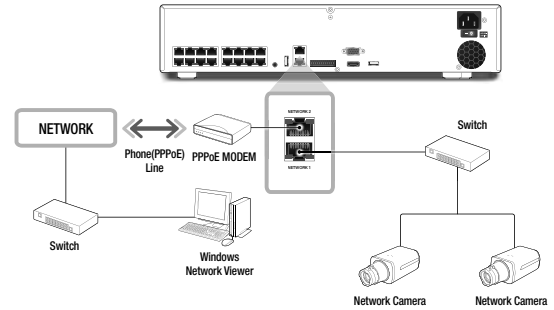 NETWORK 2
NETWORK
Phone(PPPoE)
Line
PPPoE MODEM
NETWORK 1
Switch
Switch
Windows
Network Viewer
Network Camera
Network Camera